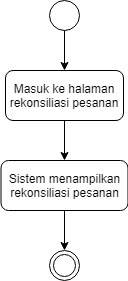 Masuk ke halaman
rekonsiliasi pesanan
Sistem menampilkan
rekonsiliasi pesanan